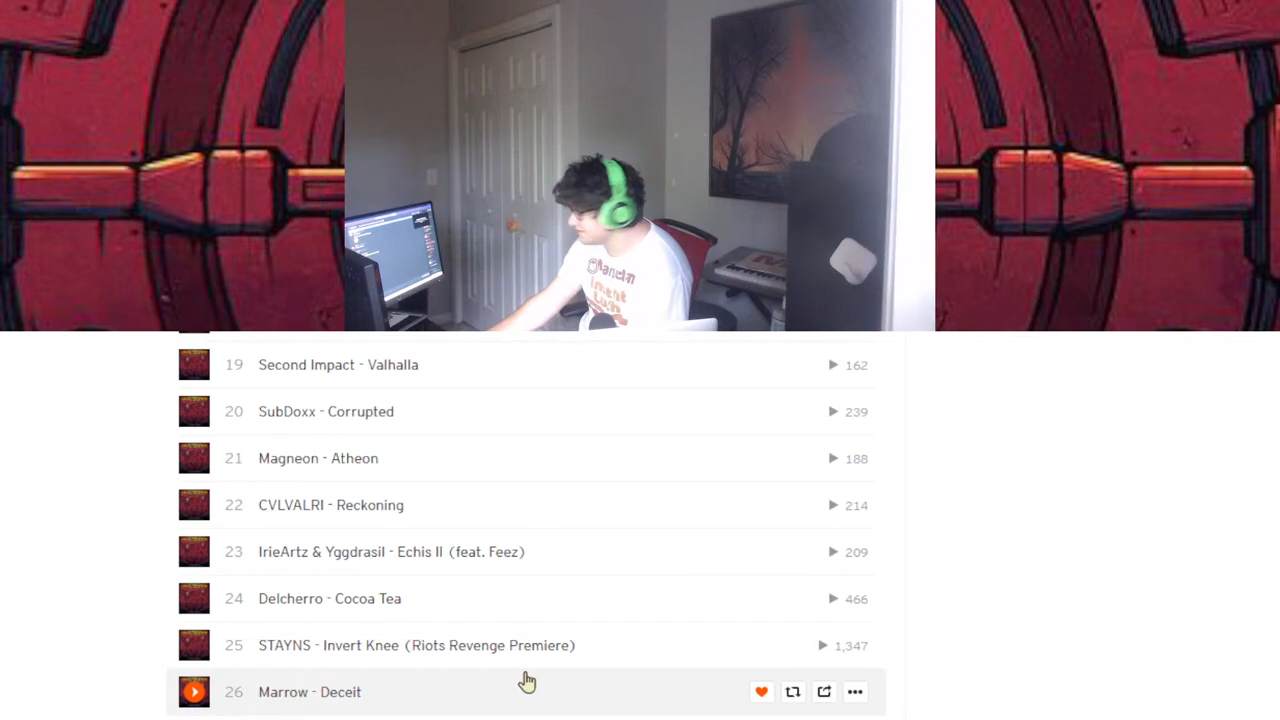 19 Second Impact - Valhalla 162
20 SubDoxx - Corrupted 239
21 Magneon - Atheon 188
22 CVLVALRI - Reckoning 214
23 IrieArtz & Yggdrasil - Echis II (feat. Feez) 209
24 Delcherro - Cocoa Tea 466
25 STAYNS - Invert Knee (Riots Revenge Premiere) 1,347
26 Marrow - Deceit